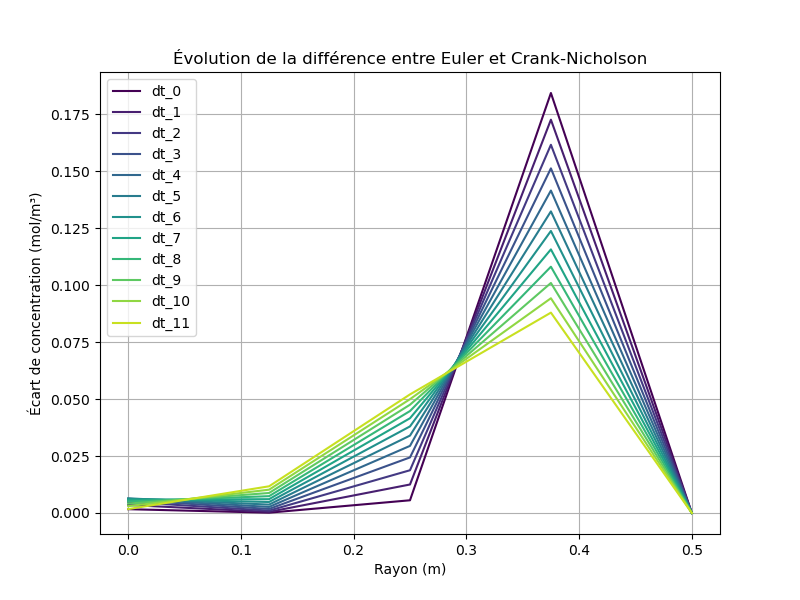 Évolution de la différence entre Euler et Crank-Nicholson
dt_0
dt_1
dt_2
dt_3
dt_4
dt_5
dt_6
dt_7
dt_8
dt_9
dt_10
dt_11
Écart de concentration (mol/m³)
0.175
0.150
0.125
0.100
0.075
0.050
0.025
0.000
0.0 0.1 0.2 0.3 0.4 0.5
Rayon (m)